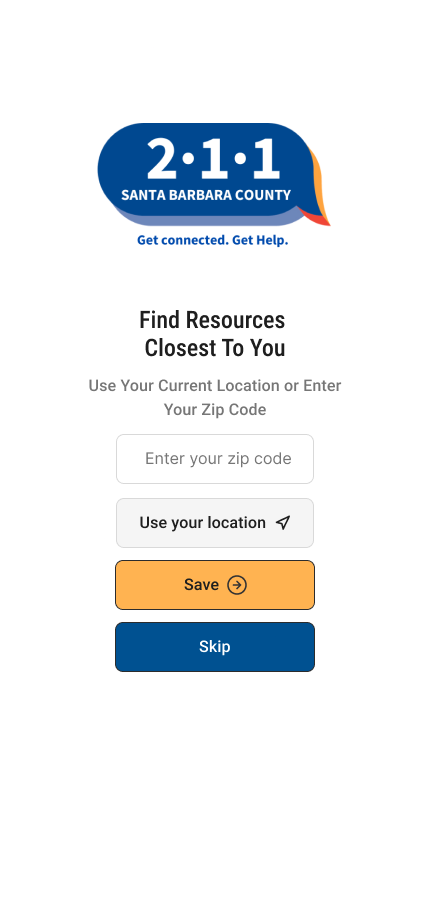 2·1·1
SANTA BARBARA COUNTY
Get connected. Get Help.
Find Resources
Closest To You
Use Your Current Location or Enter
Your Zip Code
Enter your zip code
Use your location
Save
Skip